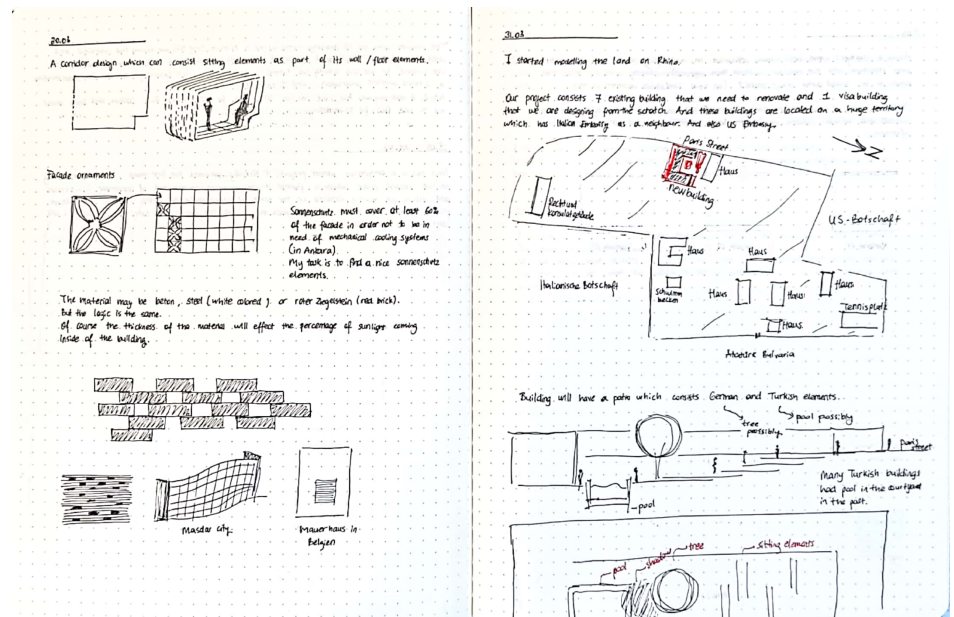 20.03
A corridor design which can consist sitting elements as part of its wall / floor elements.
Facade ornaments
Sonnenschutz must cover at least 60%
of the facade in order not to be in
need of mechanical cooling systems
(in Ankara)
My task is to find a nice sonnenschutz
elements.
The material may be beton, steel (white colored) or roter Ziegelstein (red brick).
But the logic is the same.
Of course the thickness of the material will effect the percentage of sunlight coming
inside of the building.
Masdar city
Mauerhaus in
Belgien
31.03
I started modelling the land on Rhino.
Our project consists 7 existing building that we need to renovate and 1 visa building
that we are designing from the scratch. And these buildings are located on a huge territory
which has Italian Embassy as a neighbour. And also US Embassy.
Paris Street
Haus
new building
N
Konsulatgebäude
US-Botschaft
Haus
Haus
Italienische Botschaft
Schwimm
becken
Haus
Haus
Haus
Tennisplatz
Haus
Atatürk Bulvaria
Building will have a patio which consists German and Turkish elements.
tree
possibly
pool possibly
paris
street
pool
Many Turkish buildings
had pool in the courtyard
in the past.
pool
shadow
tree
sitting elements